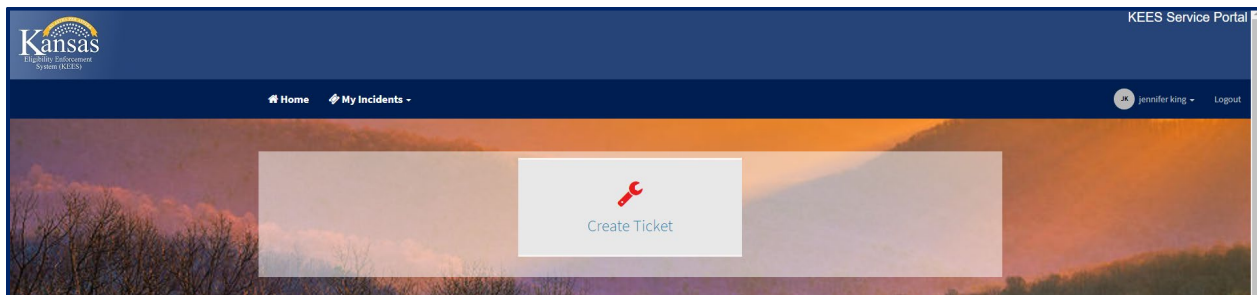 KEES Service Portal
Kansas
Eligibility Enforcement
System (KEES)
Home My Incidents
JK jennifer king Logout
Create Ticket